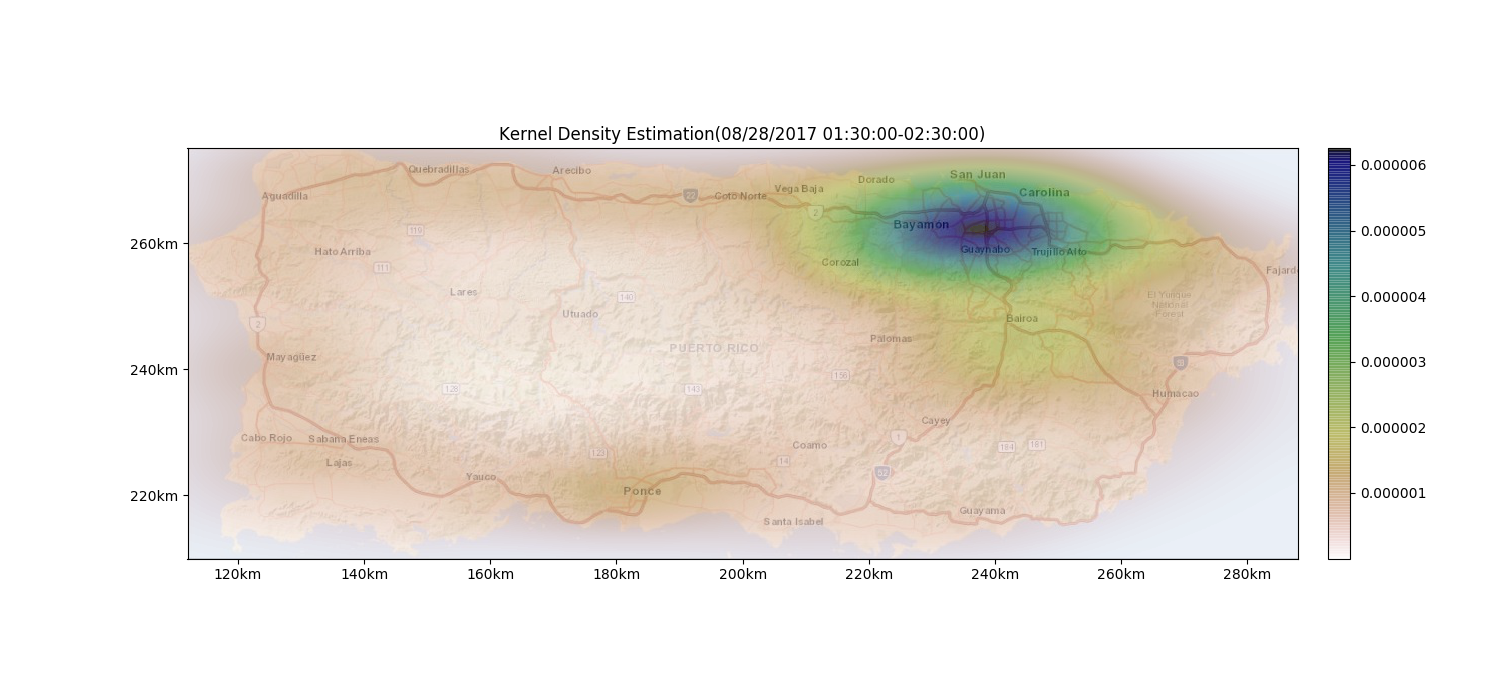 Kernel Density Estimation(08/28/2017 01:30:00-02:30:00)
260km
240km
220km
120km
140km
160km
180km
200km
220km
240km
260km
280km
0.000006
0.000005
0.000004
0.000003
0.000002
0.000001
Quebradillas
Arecibo
Aguadilla
22
Coto Norte
Vega Baja
Dorado
San Juan
Carolina
2
Bayamon
119
Hato Arriba
111
Guaynabo
Trujillo Alto
Corozal
Fajard
Lares
140
El Yunque
National
Forest
Utuado
2
Bairoa
Palomas
PUERTO RICO
Mayagüez
156
128
143
Humacao
Cayey
Cabo Rojo
Sabana Eneas
Coamo
1
184
181
Lajas
123
14
52
Yauco
Ponce
Santa Isabel
Guayama